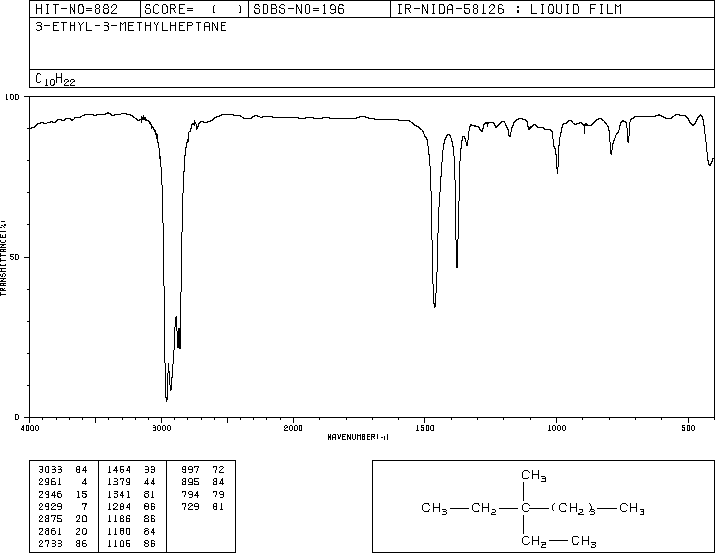 HIT-NO=882 SCORE= ( ) SDBS-NO=196 IR-NIDA-58126 : LIQUID FILM
3-ETHYL-3-METHYLHEPTANE
C10H22
100
TRANSMITTANCE(%)
50
0
4000 3000 2000 1500 1000 500
WAVENUMBER(-1)
3033 84 1464 33 997 72
2961 4 1379 44 895 84
2946 15 1341 81 794 79
2929 7 1284 86 729 81
2875 20 1186 86
2861 20 1180 84
2733 86 1106 86
CH3
CH3—CH2—C—(CH2)3—CH3
CH2—CH3